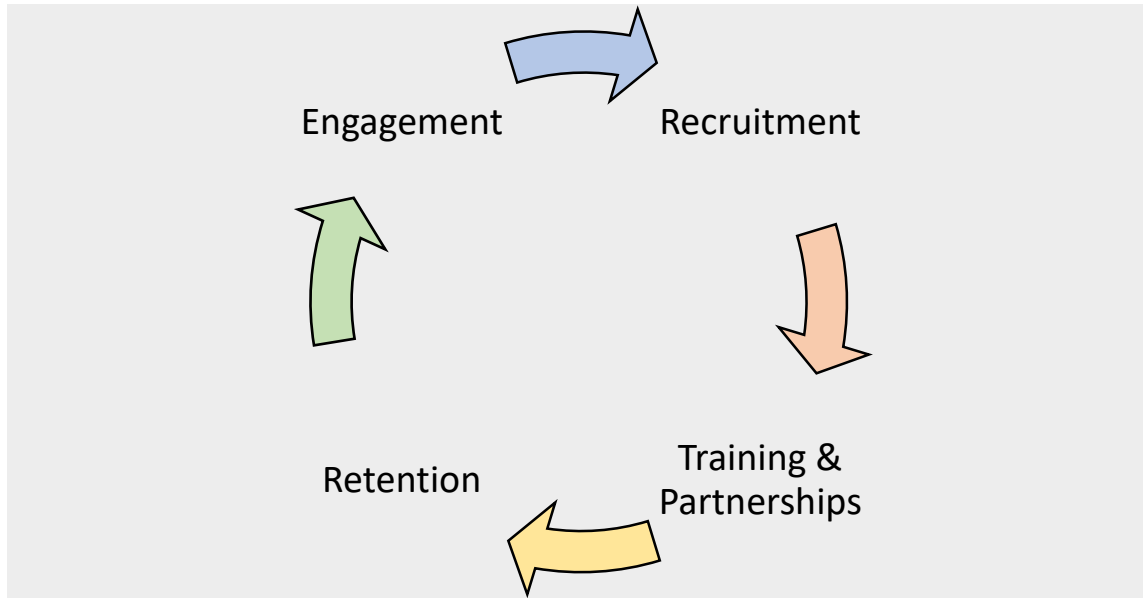 Engagement
Recruitment
Training &
Partnerships
Retention